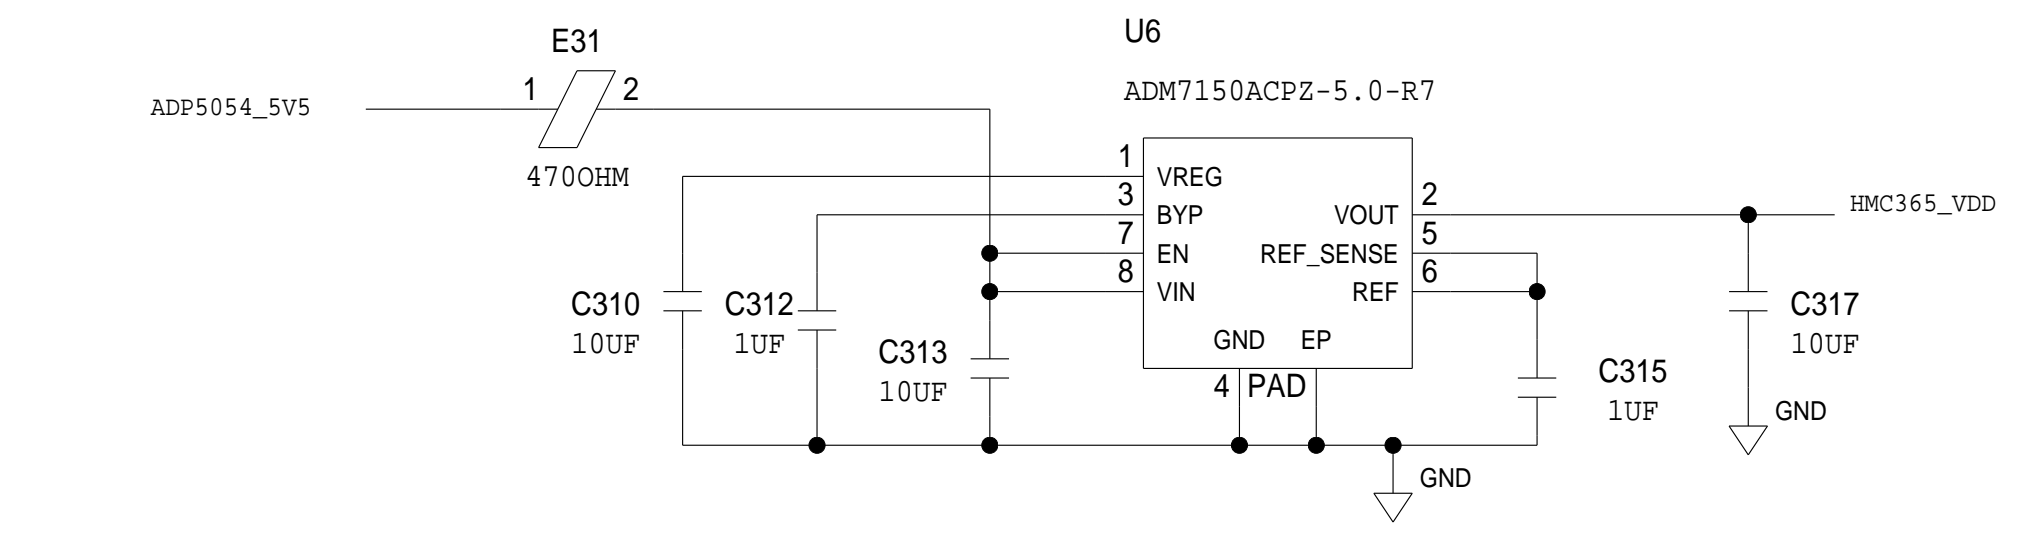 U6
E31
ADM7150ACPZ-5.0-R7
1
2
ADP5054_5V5
470OHM
1
VREG
3
BYP
7
EN
8
VIN
VOUT
2
REF_SENSE
5
REF
6
HMC365_VDD
GND EP
4 PAD
C310
10UF
C312
1UF
C313
10UF
C317
10UF
C315
1UF
GND
GND